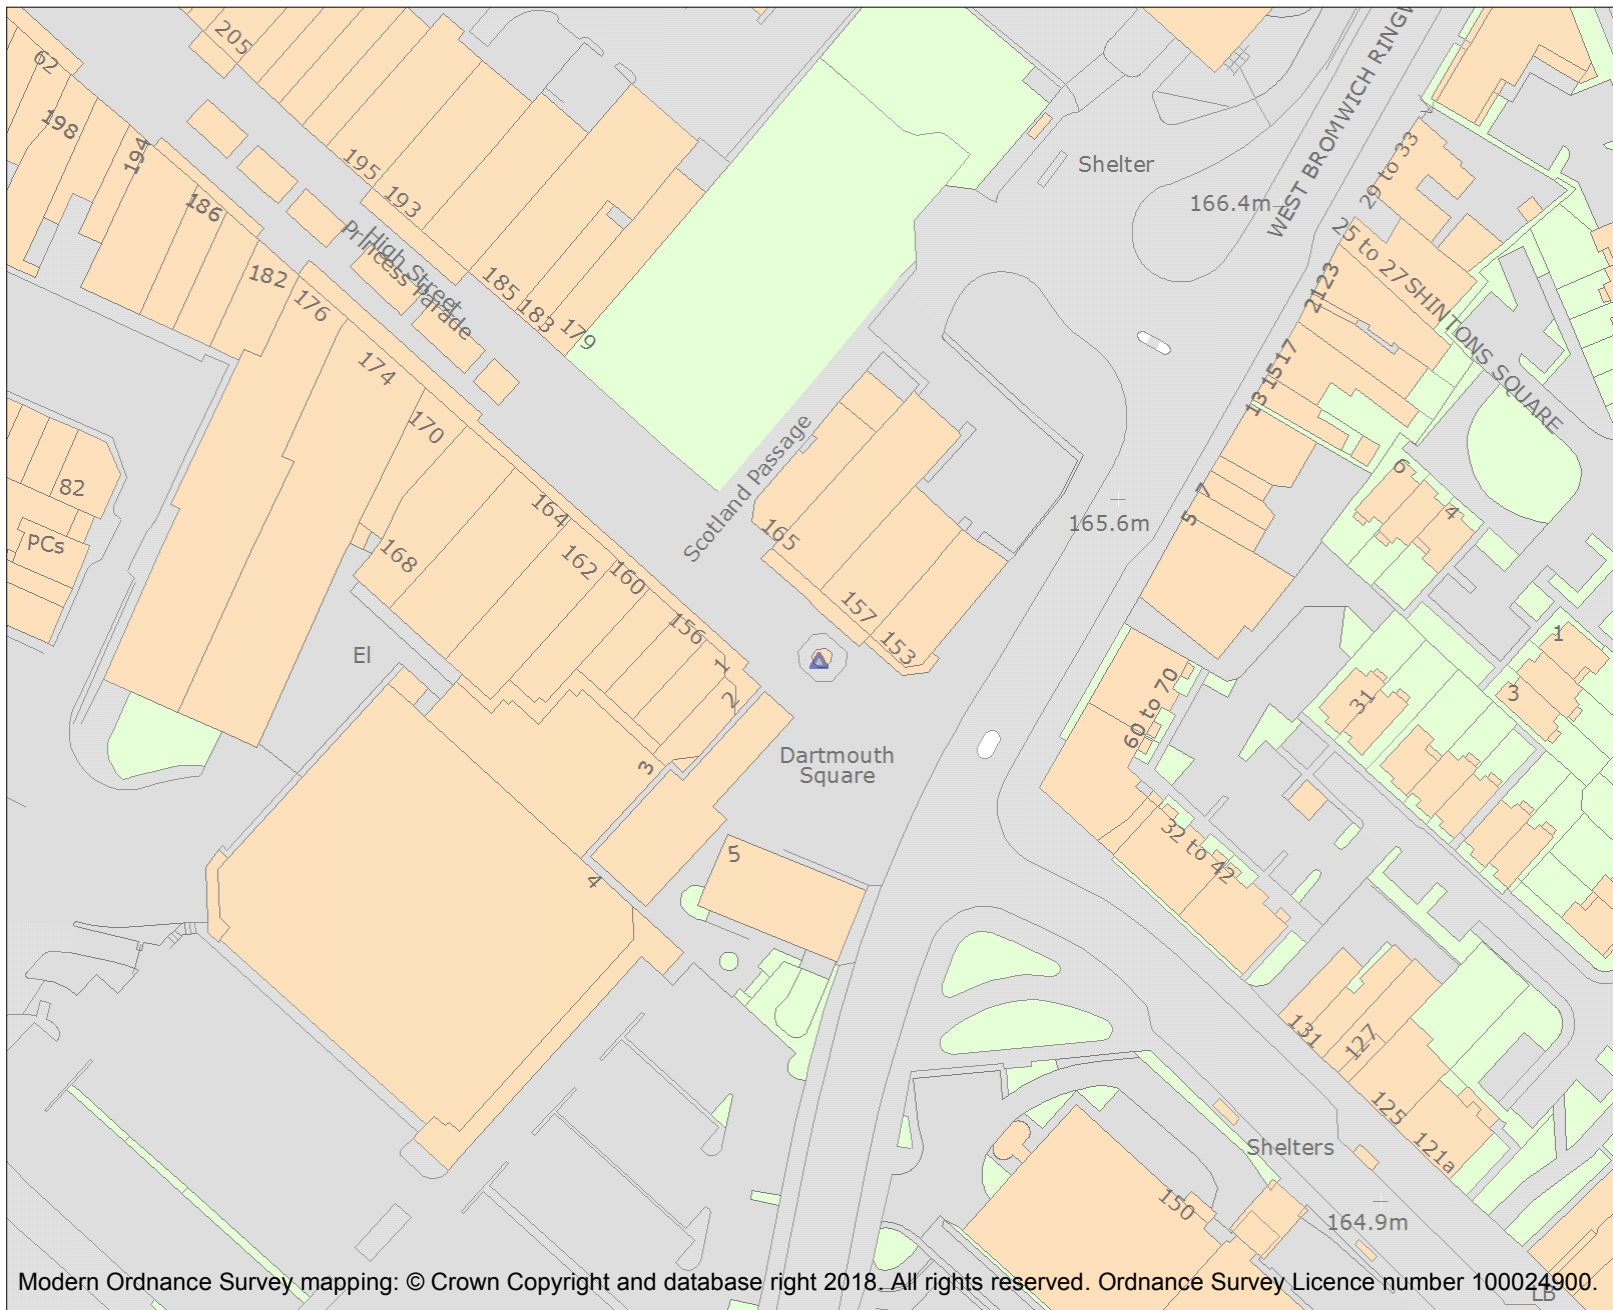 205
62
198
194
186
182
176
174
170
168
164
162
160
156
1
2
3
4
5
195
193
High Street
Princess Parade
185
183
179
Scotland Passage
165
157
153
Dartmouth
Square
El
82
PCs
Shelter
166.4m
WEST BROMWICH RINGW
29 to 33
25 to 27
SHINTONS SQUARE
23
21
17
15
13
7
5
6
4
165.6m
60 to 70
31
1
3
32 to 42
131
127
125
121a
Shelters
150
164.9m
LB
Modern Ordnance Survey mapping: © Crown Copyright and database right 2018. All rights reserved. Ordnance Survey Licence number 100024900.